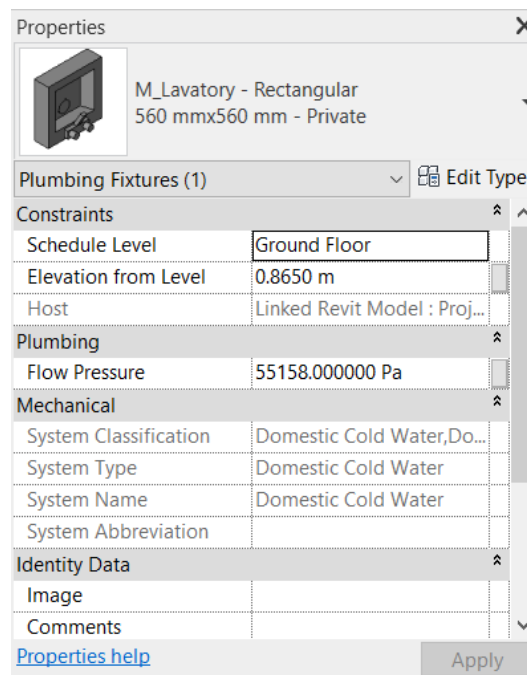 Properties
M_Lavatory - Rectangular
560 mmx560 mm - Private
Plumbing Fixtures (1) Edit Type
Constraints
Schedule Level Ground Floor
Elevation from Level 0.8650 m
Host Linked Revit Model : Proj...
Plumbing
Flow Pressure 55158.000000 Pa
Mechanical
System Classification Domestic Cold Water,Do...
System Type Domestic Cold Water
System Name Domestic Cold Water
System Abbreviation
Identity Data
Image
Comments
Properties help Apply